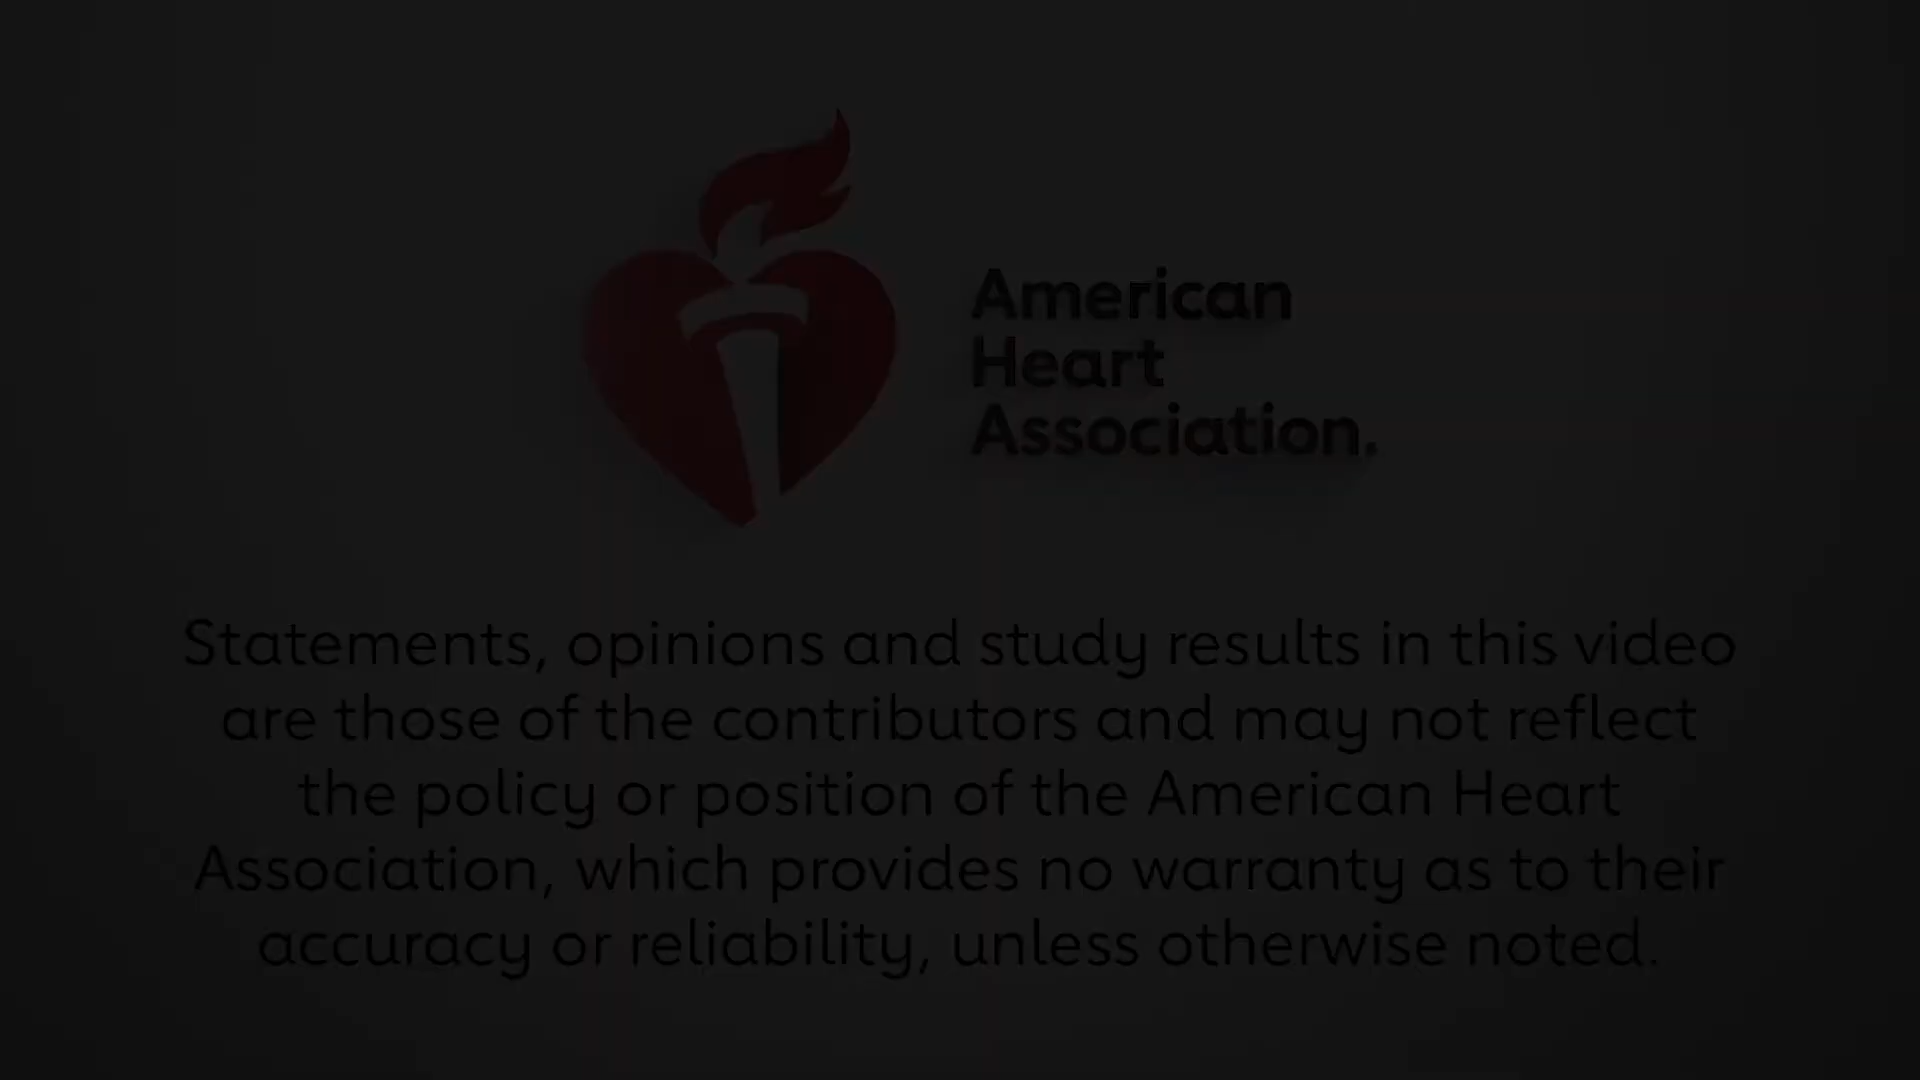 American
Heart
Association.
Statements, opinions and study results in this video
are those of the contributors and may not reflect
the policy or position of the American Heart
Association, which provides no warranty as to their
accuracy or reliability, unless otherwise noted.